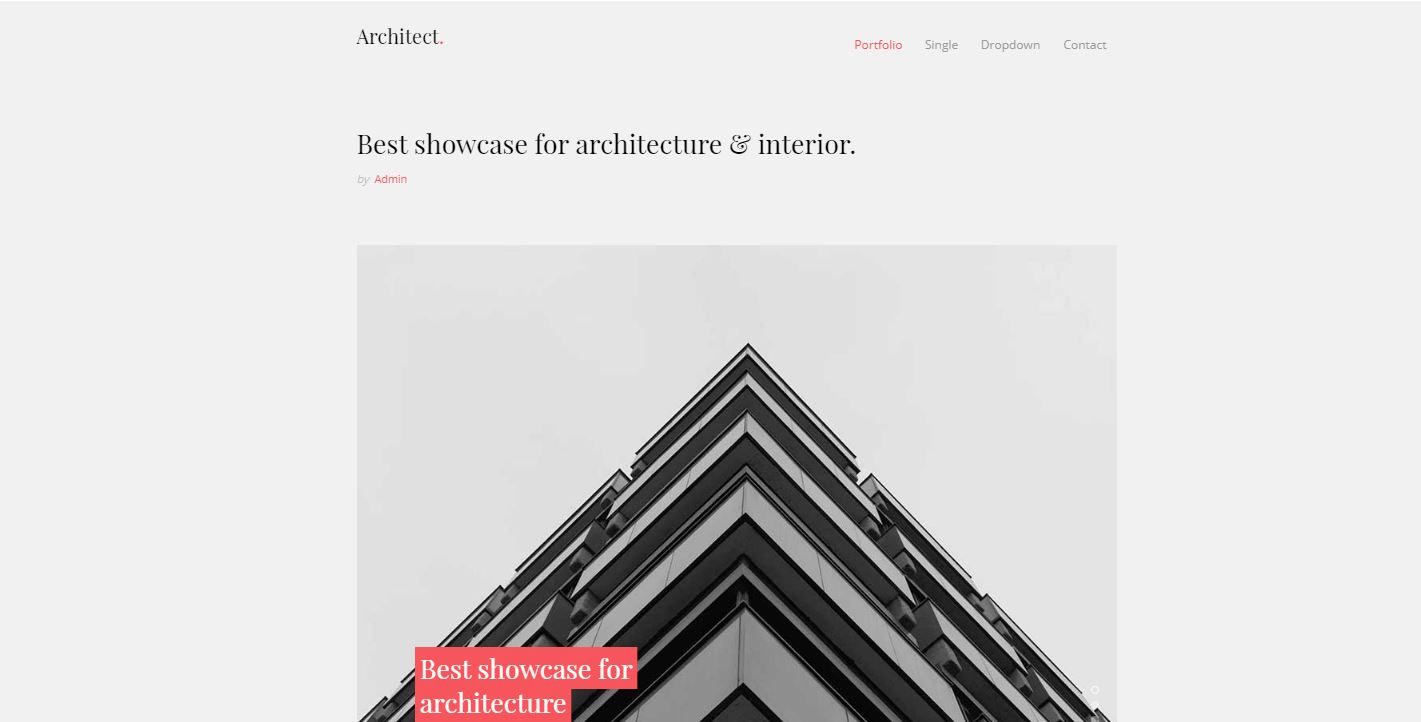 Architect.
Portfolio Single Dropdown Contact
Best showcase for architecture & interior.
by Admin
Best showcase for
architecture